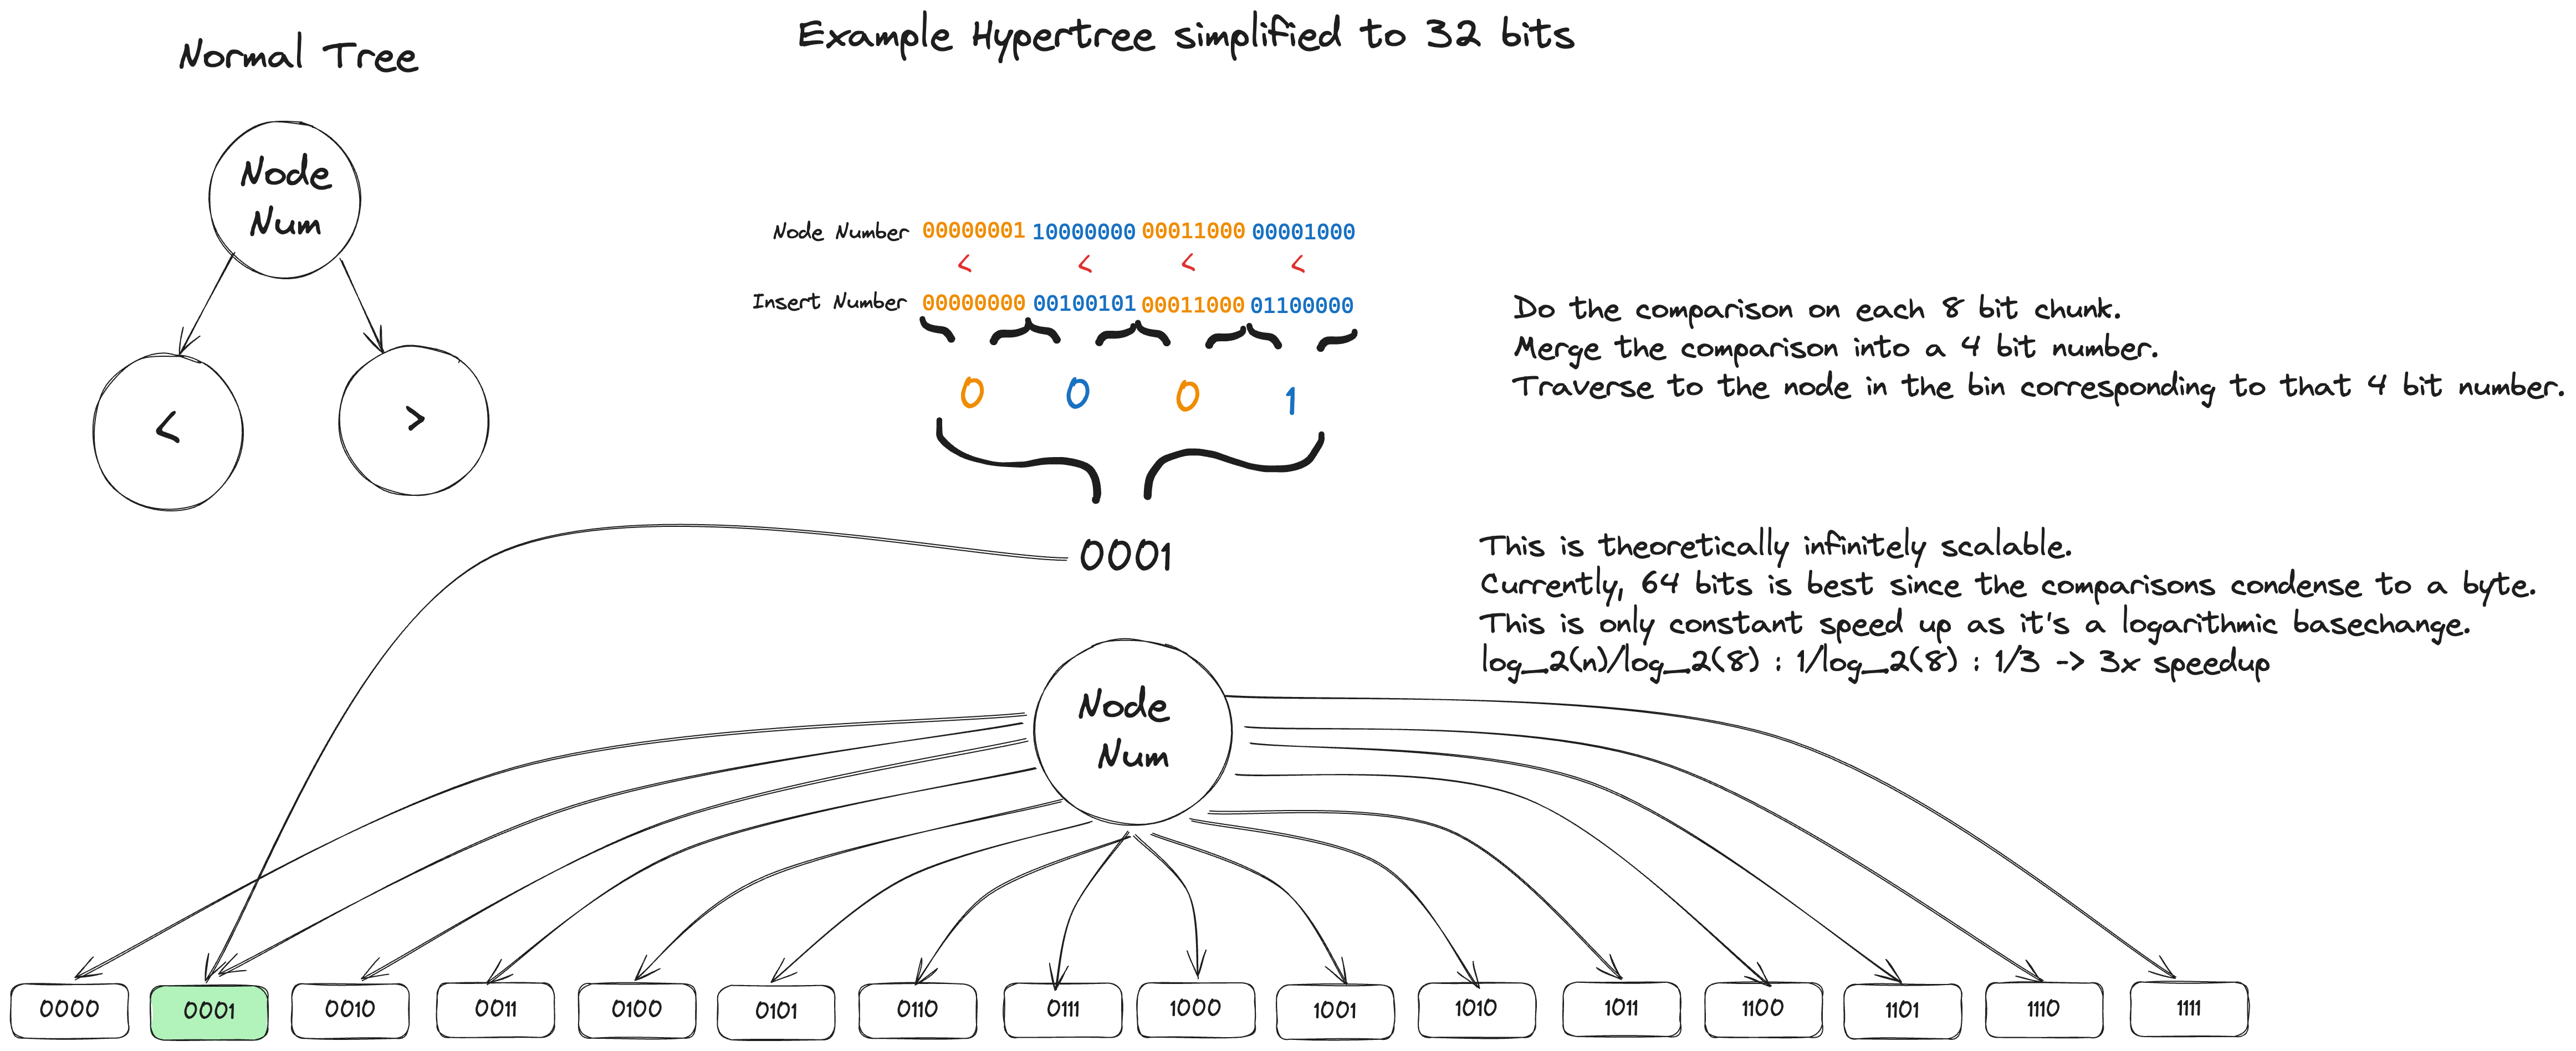 Normal Tree
Example Hypertree simplified to 32 bits
Node
Num
<
>
Node Number 00000001 10000000 00011000 00001000
< < < <
Insert Number 00000000 00100101 00011000 01100000
0 0 0 1
0001
Do the comparison on each 8 bit chunk.
Merge the comparison into a 4 bit number.
Traverse to the node in the bin corresponding to that 4 bit number.
This is theoretically infinitely scalable.
Currently, 64 bits is best since the comparisons condense to a byte.
This is only constant speed up as it's a logarithmic basechange.
log_2(n)/log_2(8) : 1/log_2(8) : 1/3 -> 3x speedup
Node
Num
0000 0001 0010 0011 0100 0101 0110 0111 1000 1001 1010 1011 1100 1101 1110 1111